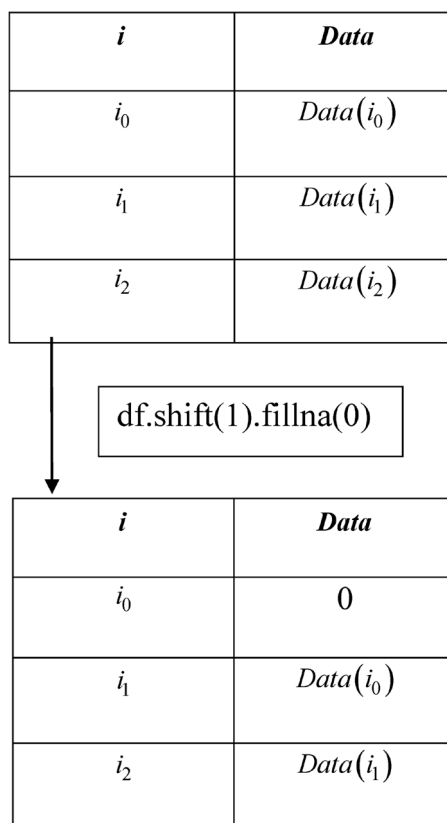 i Data
i₀ Data(i₀)
i₁ Data(i₁)
i₂ Data(i₂)
df.shift(1).fillna(0)
i Data
i₀ 0
i₁ Data(i₀)
i₂ Data(i₁)